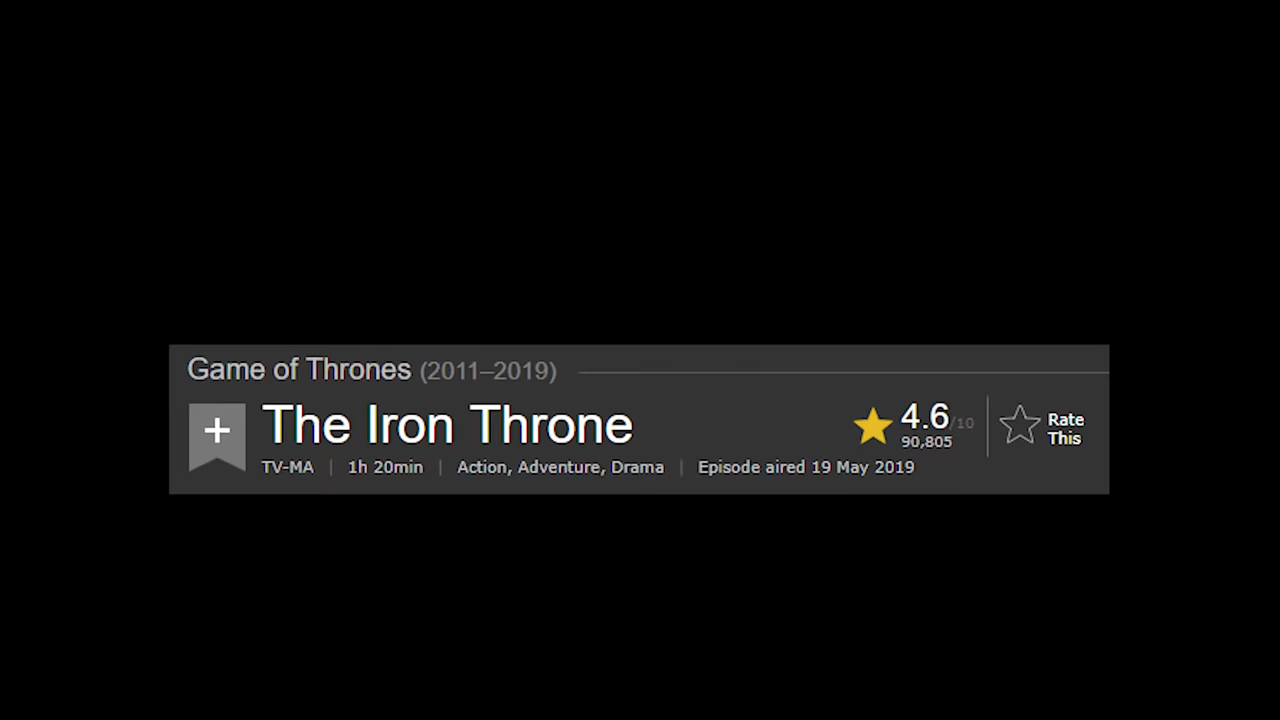 Game of Thrones (2011–2019)
The Iron Throne
4.6/10
90,805
Rate
This
TV-MA | 1h 20min | Action, Adventure, Drama | Episode aired 19 May 2019